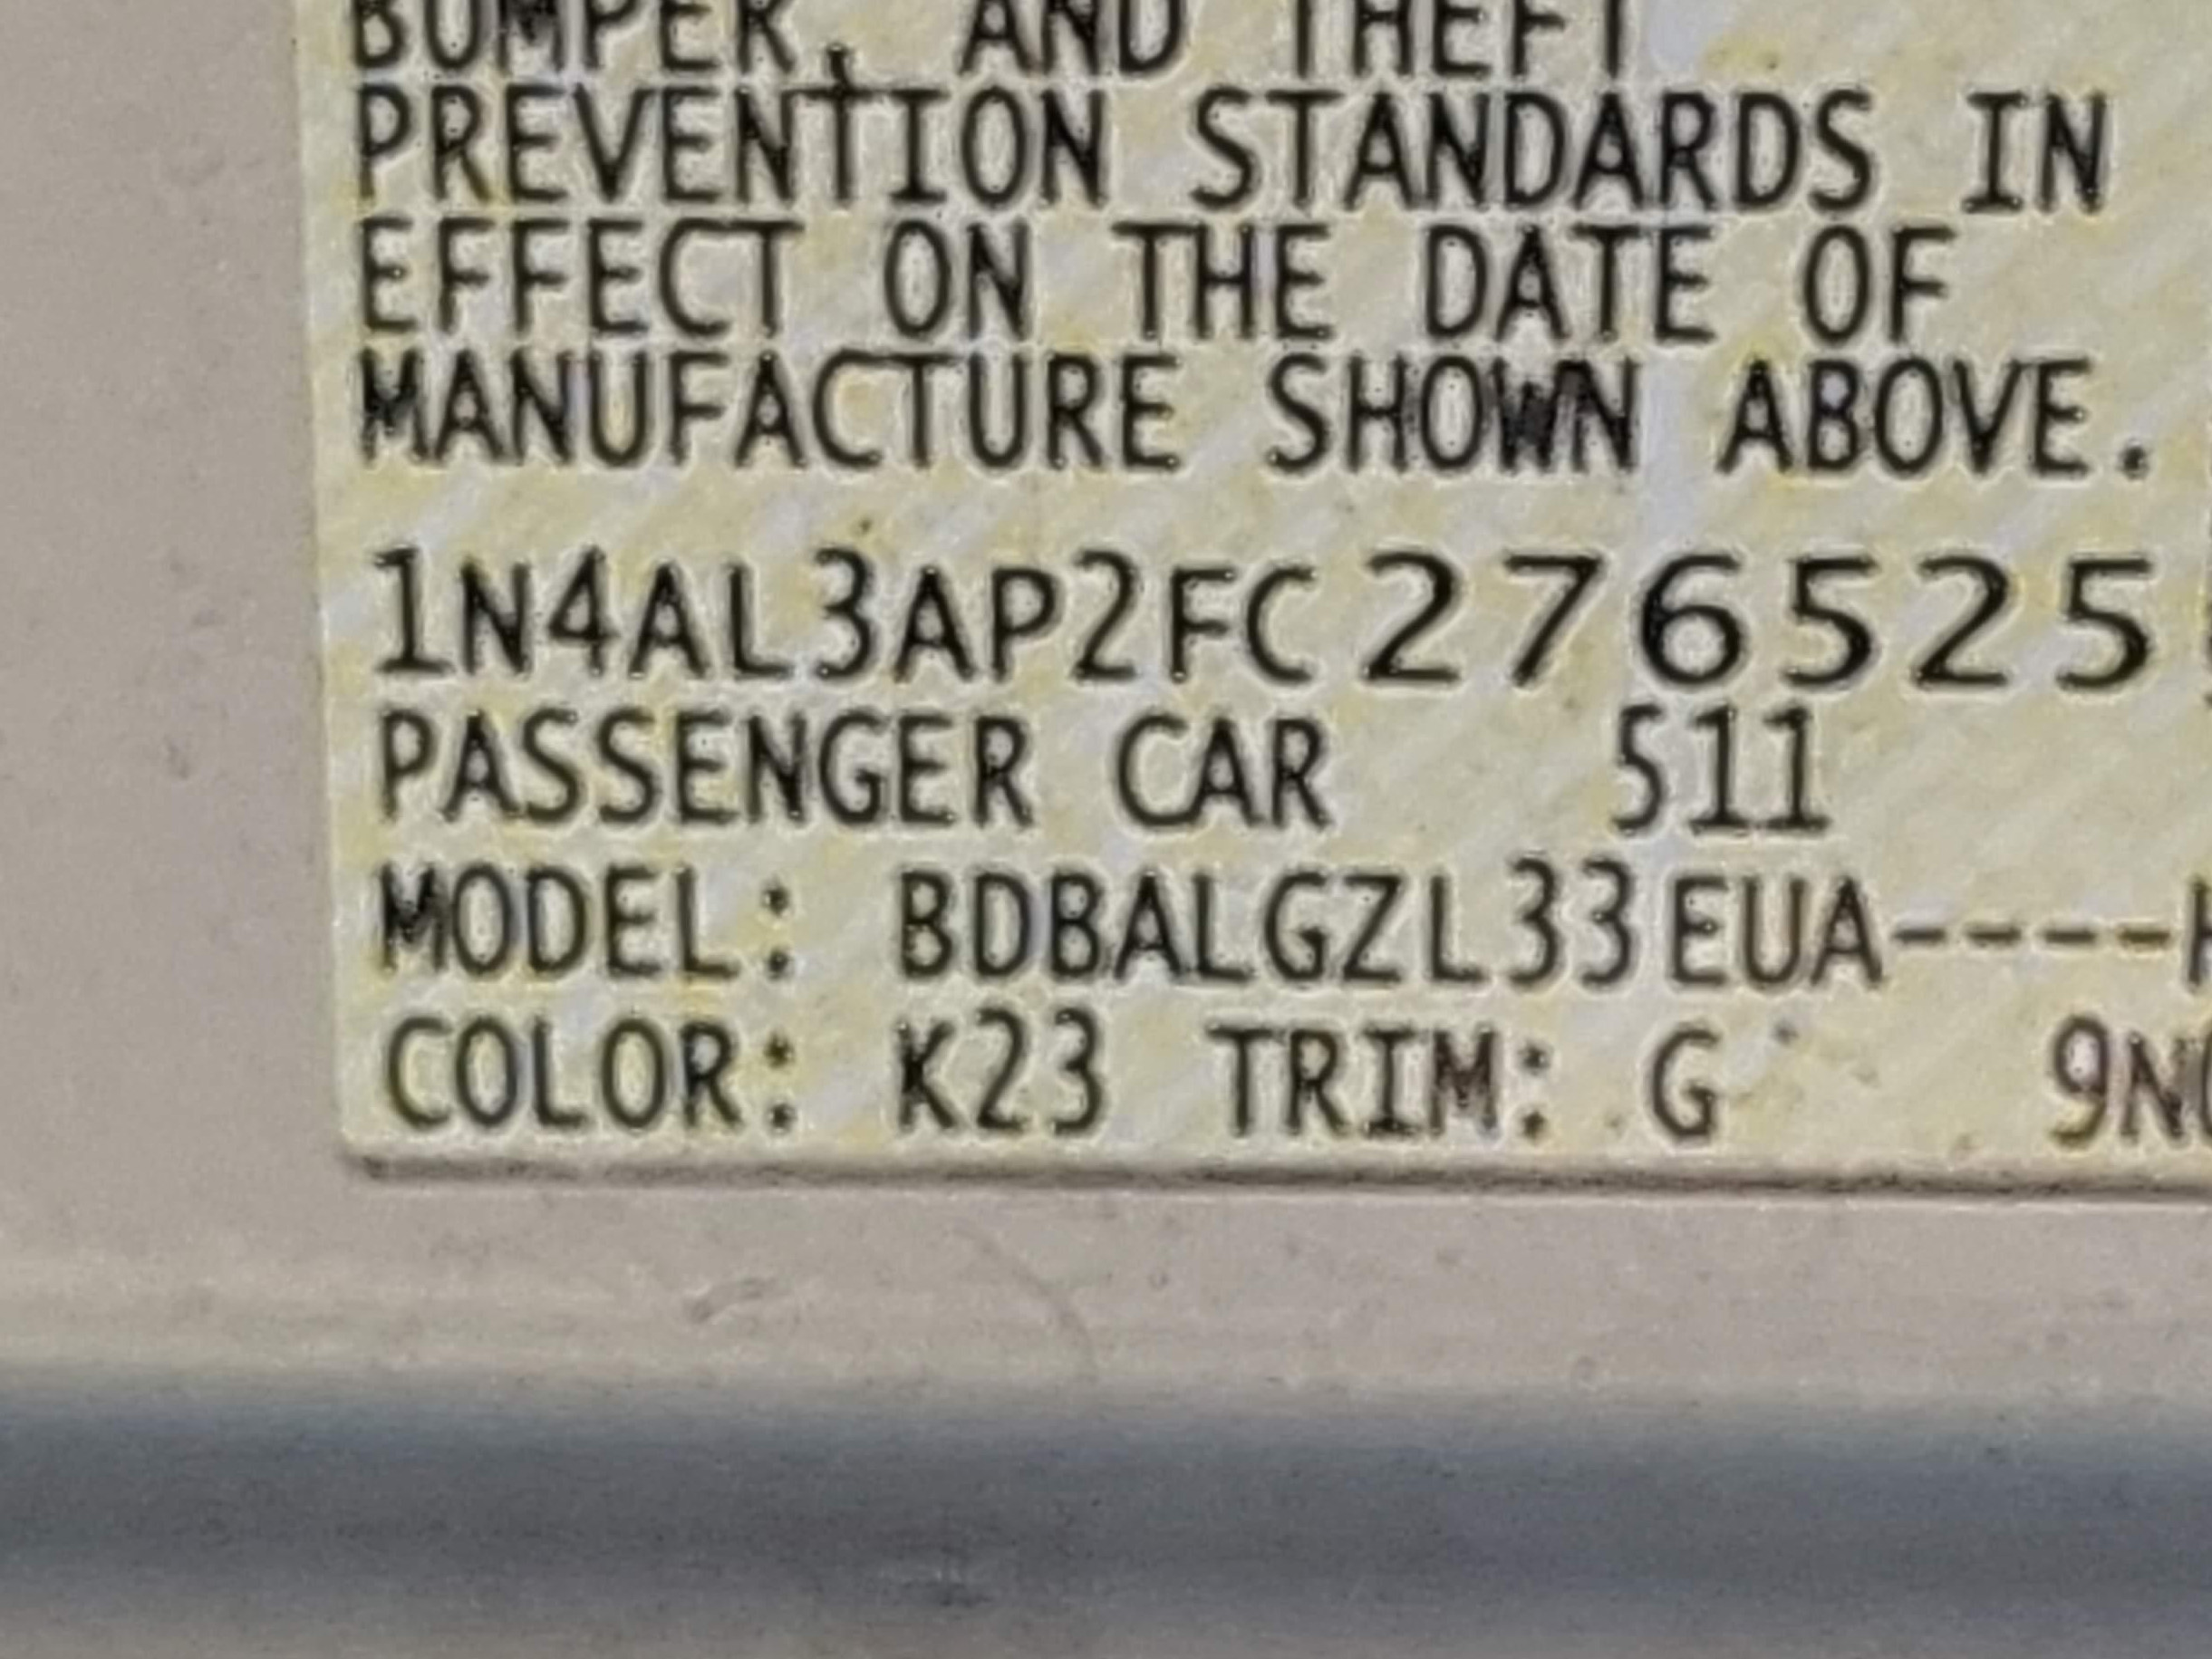 BUMPER, AND THEFT
PREVENTION STANDARDS IN
EFFECT ON THE DATE OF
MANUFACTURE SHOWN ABOVE.
1N4AL3AP2FC276525
PASSENGER CAR 511
MODEL: BDBALGZL33EUA----
COLOR: K23 TRIM: G